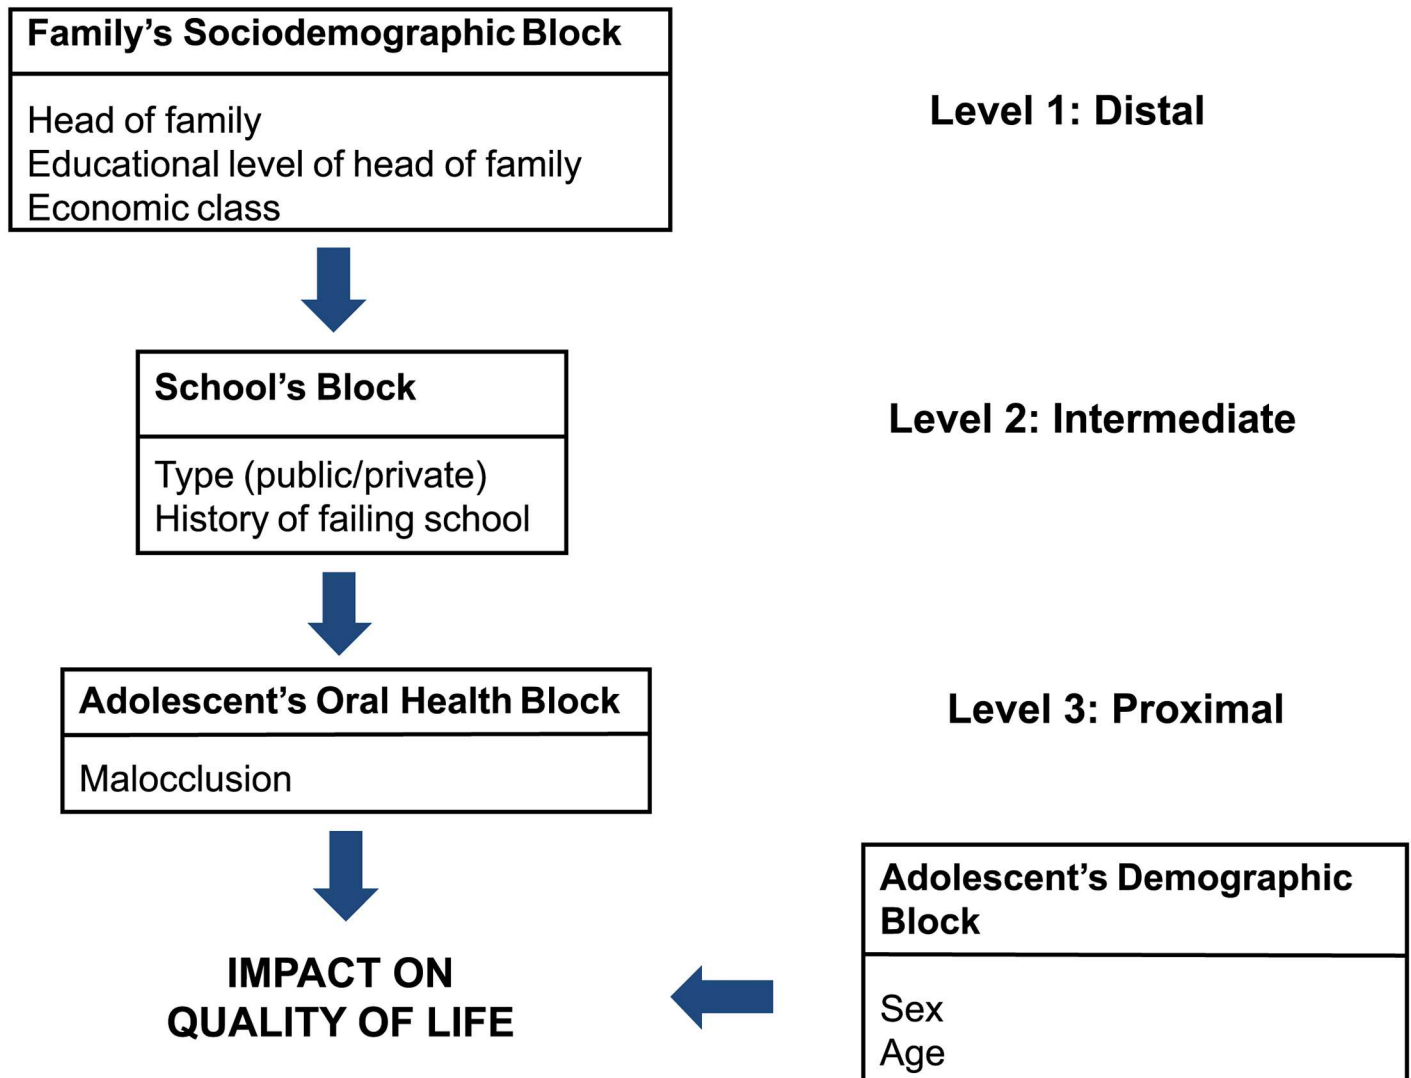 Family’s Sociodemographic Block
Head of family
Educational level of head of family
Economic class
Level 1: Distal
School’s Block
Type (public/private)
History of failing school
Level 2: Intermediate
Adolescent’s Oral Health Block
Malocclusion
Level 3: Proximal
Adolescent’s Demographic
Block
Sex
Age
IMPACT ON
QUALITY OF LIFE